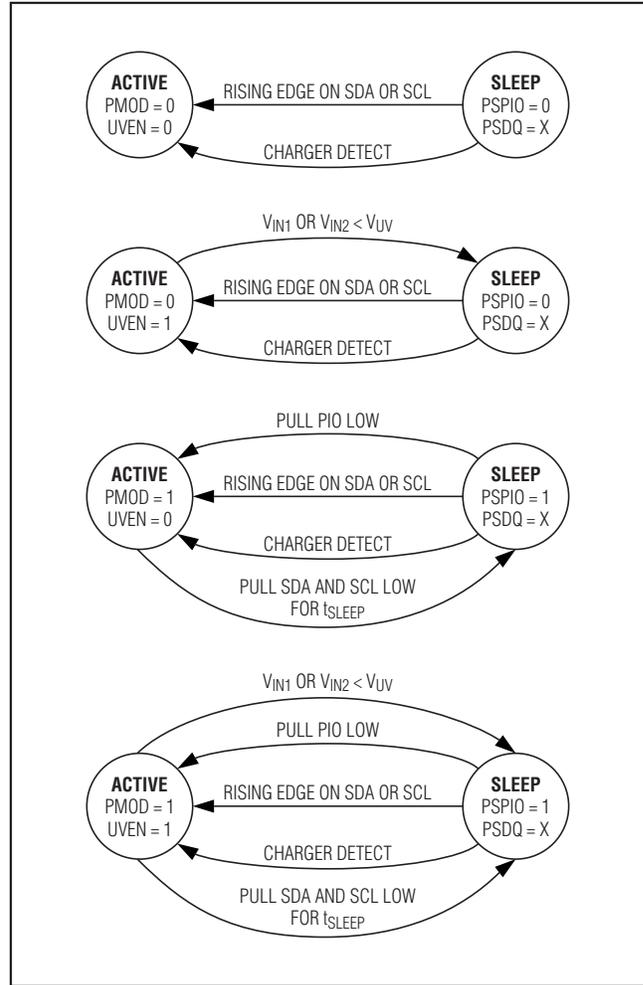 ACTIVE
PMOD = 0
UVEN = 0
RISING EDGE ON SDA OR SCL
CHARGER DETECT
SLEEP
PSPIO = 0
PSDQ = X
VIN1 OR VIN2 < VUV
ACTIVE
PMOD = 0
UVEN = 1
RISING EDGE ON SDA OR SCL
CHARGER DETECT
SLEEP
PSPIO = 0
PSDQ = X
PULL PIO LOW
ACTIVE
PMOD = 1
UVEN = 0
RISING EDGE ON SDA OR SCL
CHARGER DETECT
SLEEP
PSPIO = 1
PSDQ = X
PULL SDA AND SCL LOW
FOR tSLEEP
VIN1 OR VIN2 < VUV
PULL PIO LOW
ACTIVE
PMOD = 1
UVEN = 1
RISING EDGE ON SDA OR SCL
CHARGER DETECT
SLEEP
PSPIO = 1
PSDQ = X
PULL SDA AND SCL LOW
FOR tSLEEP